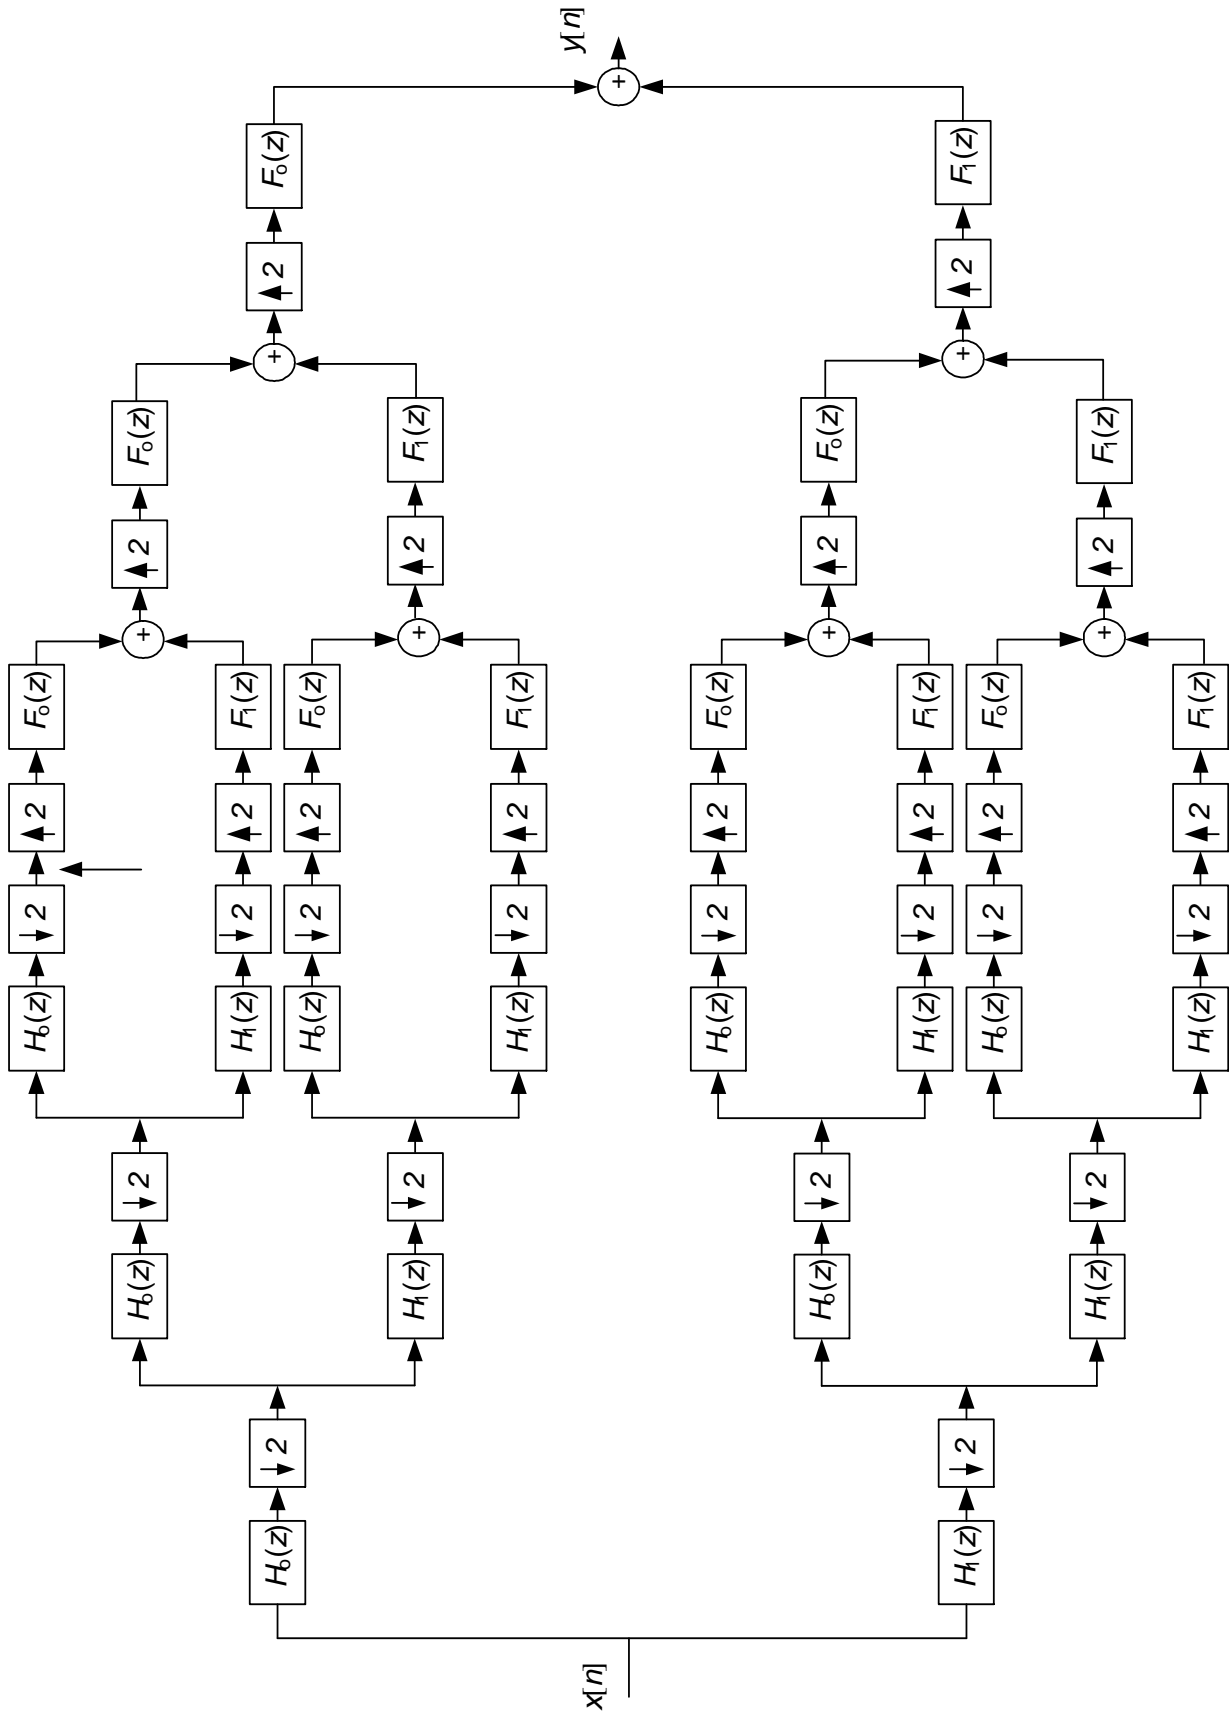 H₀(z) ↓2 ↑2 F₀(z)
H₀(z) ↓2 + ↑2 F₀(z)
H₁(z) ↓2 ↑2 F₁(z)
H₀(z) ↓2 + ↑2 F₀(z)
H₀(z) ↓2 ↑2 F₀(z)
H₁(z) ↓2 + ↑2 F₁(z)
H₁(z) ↓2 ↑2 F₁(z)
x[n] + y[n]
H₀(z) ↓2 ↑2 F₀(z)
H₀(z) ↓2 + ↑2 F₀(z)
H₁(z) ↓2 ↑2 F₁(z)
H₁(z) ↓2 + ↑2 F₁(z)
H₀(z) ↓2 ↑2 F₀(z)
H₁(z) ↓2 + ↑2 F₁(z)
H₁(z) ↓2 ↑2 F₁(z)